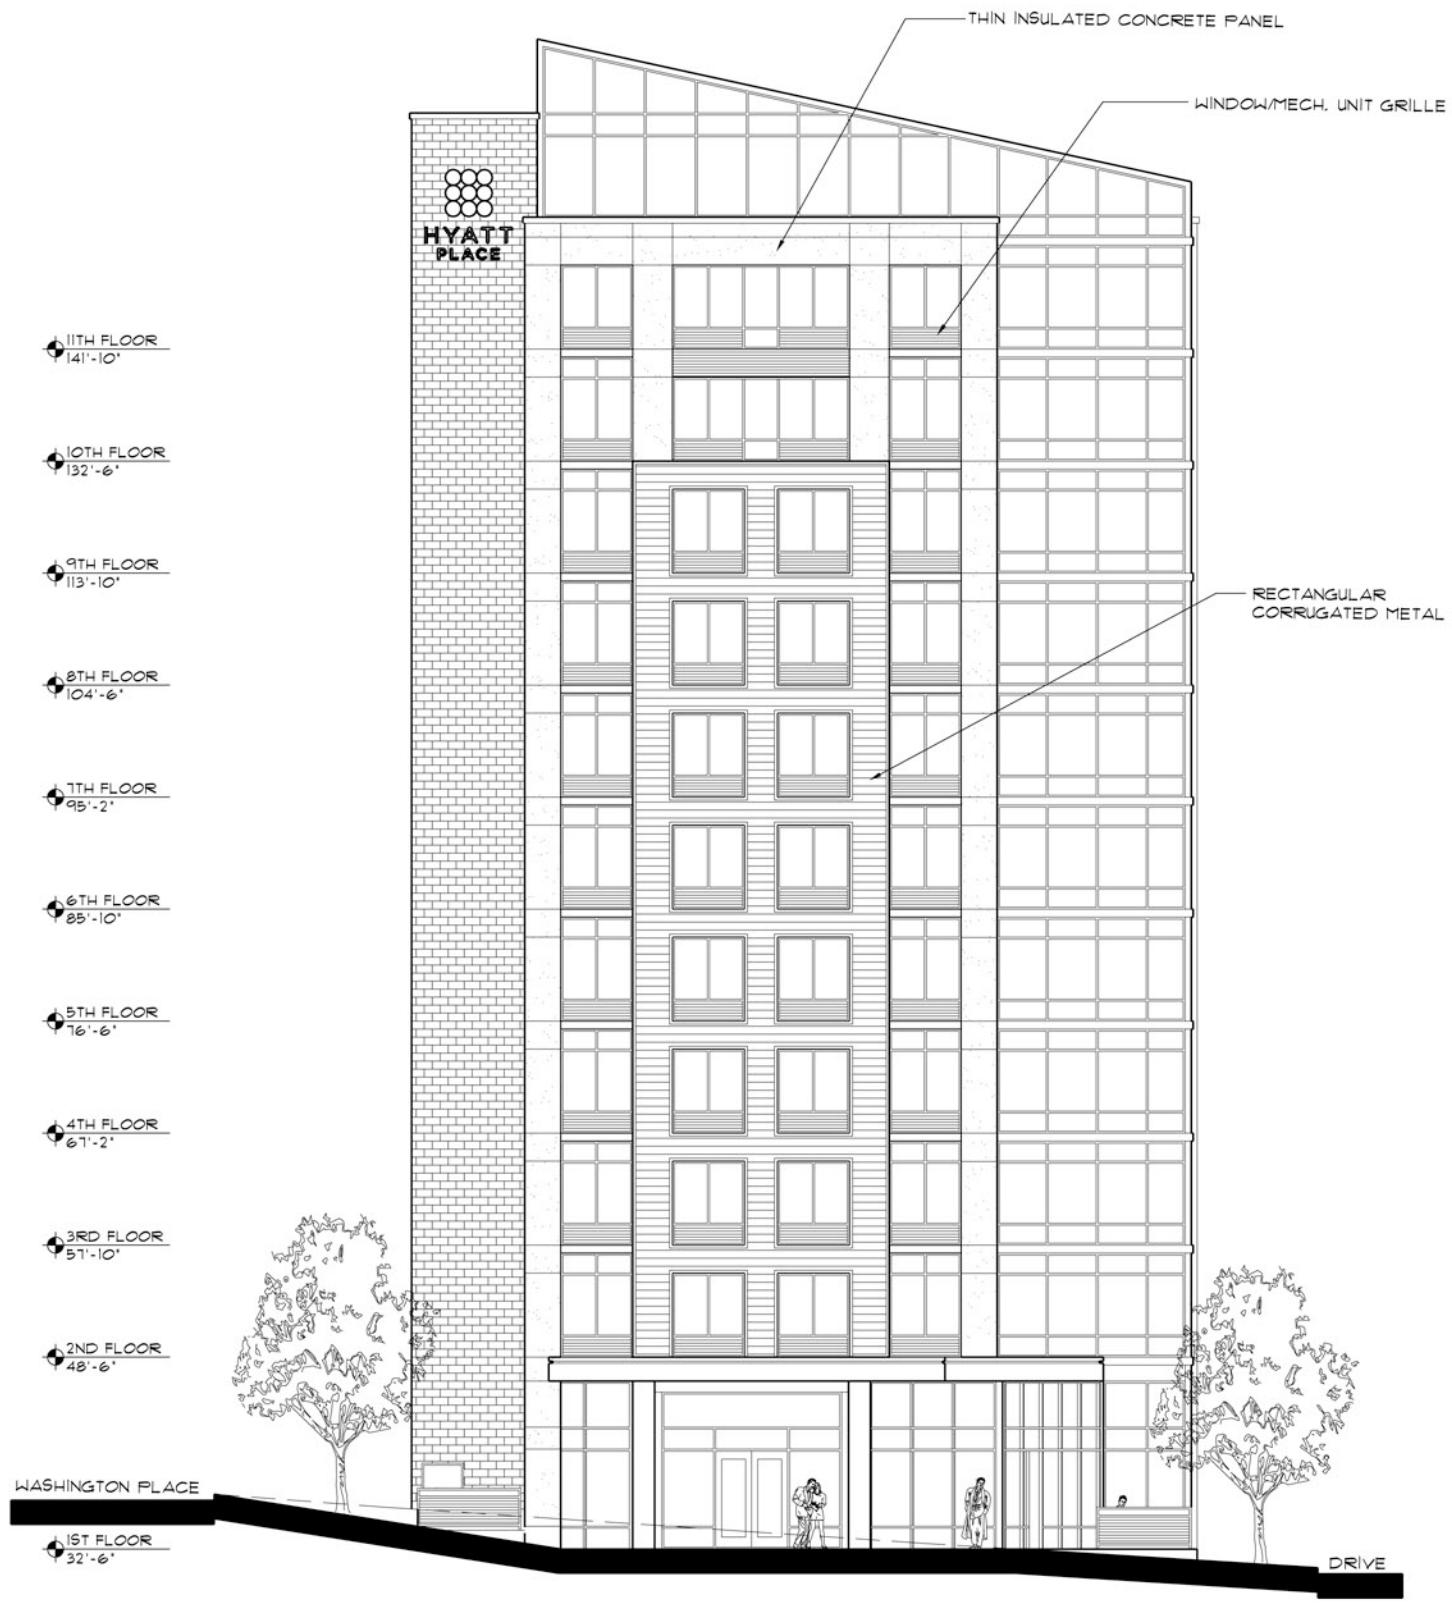 THIN INSULATED CONCRETE PANEL
WINDOW/MECH. UNIT GRILLE
HYATT
PLACE
11TH FLOOR
141'-10"
10TH FLOOR
132'-6"
9TH FLOOR
113'-10"
RECTANGULAR
CORRUGATED METAL
8TH FLOOR
104'-6"
7TH FLOOR
95'-2"
6TH FLOOR
85'-10"
5TH FLOOR
76'-6"
4TH FLOOR
67'-2"
3RD FLOOR
57'-10"
2ND FLOOR
48'-6"
WASHINGTON PLACE
1ST FLOOR
32'-6"
DRIVE